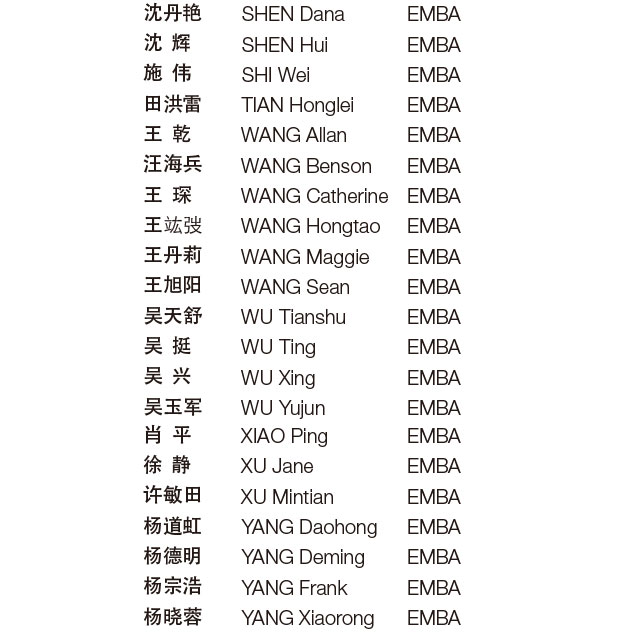 沈丹艳 SHEN Dana EMBA
沈 辉 SHEN Hui EMBA
施 伟 SHI Wei EMBA
田洪雷 TIAN Honglei EMBA
王 乾 WANG Allan EMBA
汪海兵 WANG Benson EMBA
王 琛 WANG Catherine EMBA
王竑弢 WANG Hongtao EMBA
王丹莉 WANG Maggie EMBA
王旭阳 WANG Sean EMBA
吴天舒 WU Tianshu EMBA
吴 挺 WU Ting EMBA
吴 兴 WU Xing EMBA
吴玉军 WU Yujun EMBA
肖 平 XIAO Ping EMBA
徐 静 XU Jane EMBA
许敏田 XU Mintian EMBA
杨道虹 YANG Daohong EMBA
杨德明 YANG Deming EMBA
杨宗浩 YANG Frank EMBA
杨晓蓉 YANG Xiaorong EMBA